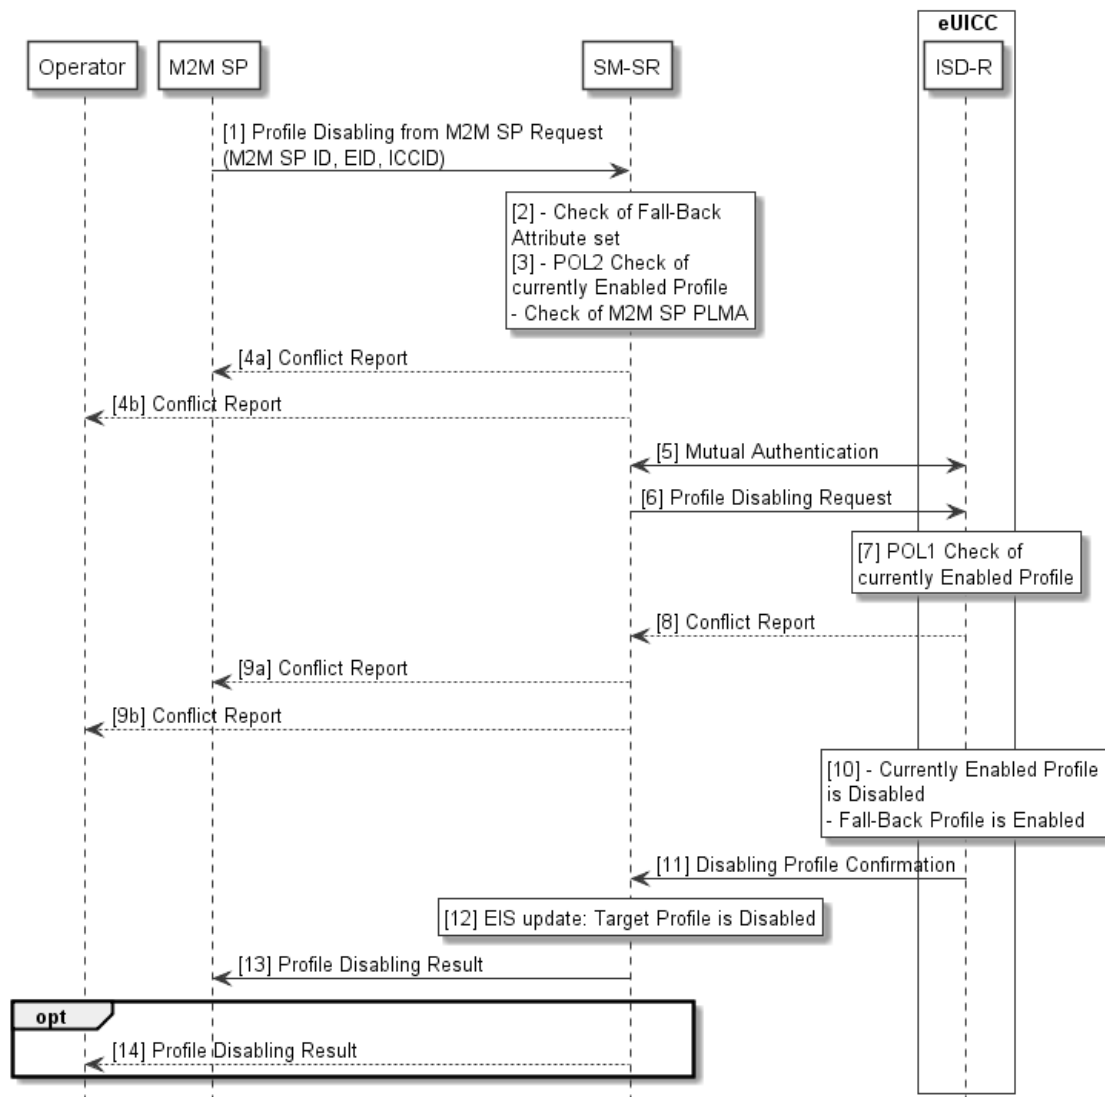 eUICC
Operator
M2M SP
SM-SR
ISD-R
[1] Profile Disabling from M2M SP Request
(M2M SP ID, EID, ICCID)
[2] - Check of Fall-Back
Attribute set
[3] - POL2 Check of
currently Enabled Profile
- Check of M2M SP PLMA
[4a] Conflict Report
[4b] Conflict Report
[5] Mutual Authentication
[6] Profile Disabling Request
[7] POL1 Check of
currently Enabled Profile
[8] Conflict Report
[9a] Conflict Report
[9b] Conflict Report
[10] - Currently Enabled Profile
is Disabled
- Fall-Back Profile is Enabled
[11] Disabling Profile Confirmation
[12] EIS update: Target Profile is Disabled
[13] Profile Disabling Result
opt
[14] Profile Disabling Result